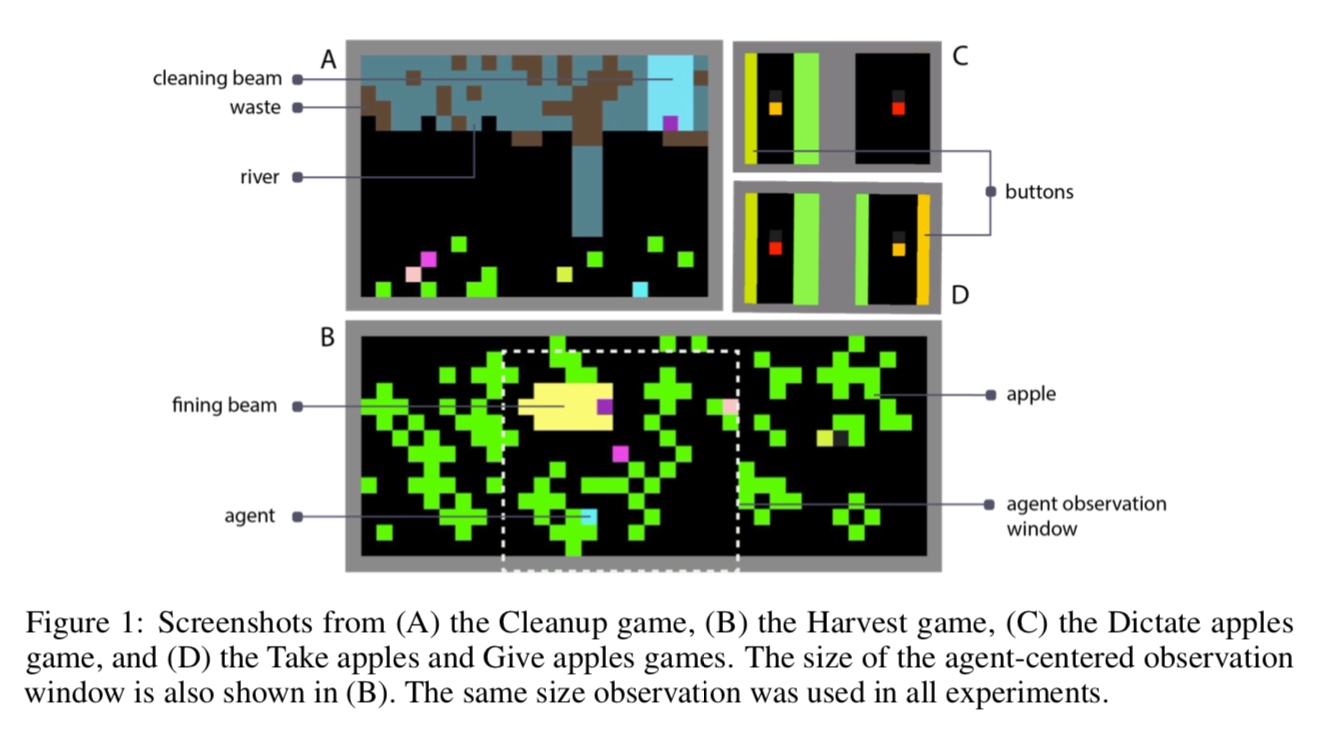 A
cleaning beam
waste
river
C
buttons
D
B
fining beam
apple
agent
agent observation
window
Figure 1: Screenshots from (A) the Cleanup game, (B) the Harvest game, (C) the Dictate apples
game, and (D) the Take apples and Give apples games. The size of the agent-centered observation
window is also shown in (B). The same size observation was used in all experiments.